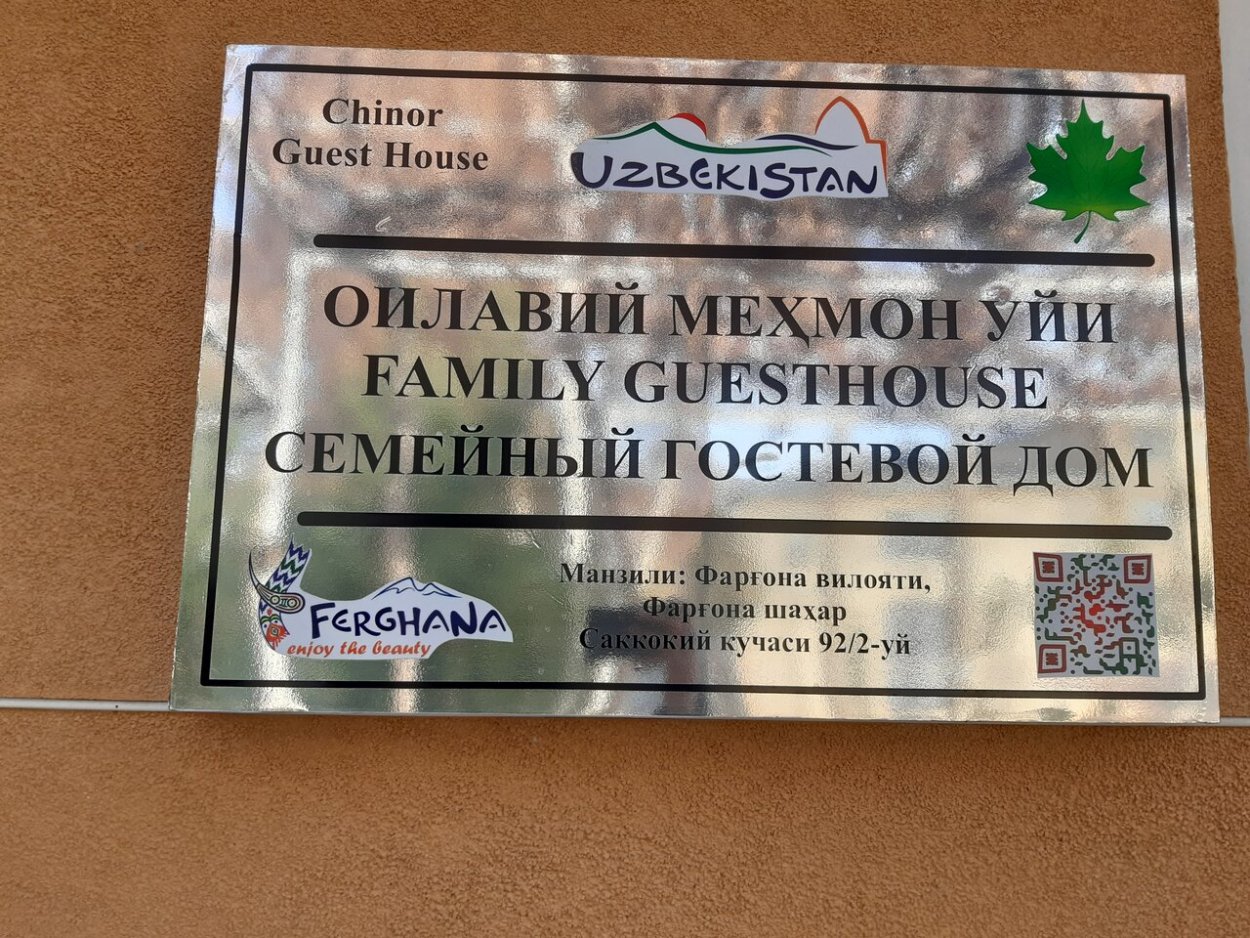 Chinor
Guest House
UZBEKISTAN
ОИЛАВИЙ МЕҲМОН УЙИ
FAMILY GUESTHOUSE
СЕМЕЙНЫЙ ГОСТЕВОЙ ДОМ
FERGHANA
enjoy the beauty
Манзили: Фарғона вилояти,
Фарғона шаҳар
Саккокий кучаси 92/2-уй